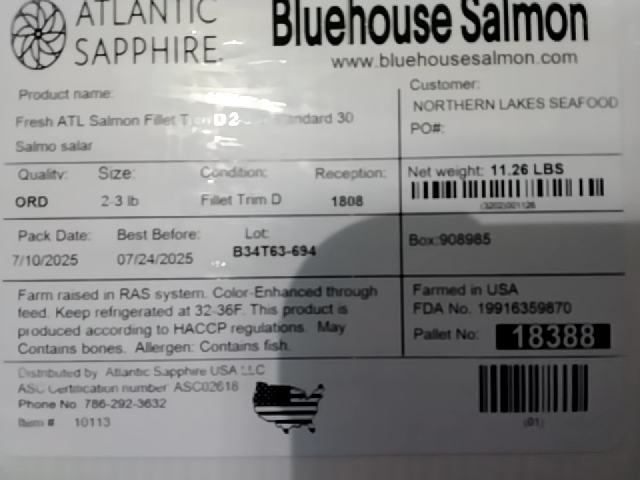 ATLANTIC
SAPPHIRE.
Bluehouse Salmon
www.bluehousesalmon.com
Product name:
Fresh ATL Salmon Fillet D2 30
Salmo salar
Customer:
NORTHERN LAKES SEAFOOD
PO#:
Quality: Size: Condition: Reception:
ORD 2-3 lb Fillet Trim D 1808
Net weight: 11.26 LBS
(3202)001126
Pack Date: Best Before: Lot:
7/10/2025 07/24/2025 B34T63-694
Box:908985
Farm raised in RAS system. Color-Enhanced through
feed. Keep refrigerated at 32-36F. This product is
produced according to HACCP regulations. May
Contains bones. Allergen: Contains fish.
Farmed in USA
FDA No. 19916359870
Pallet No: 18388
Distributed by Atlantic Sapphire USA LLC
ASC Certification number ASC02618
Phone No 786-292-3632
Item # 10113
(01)